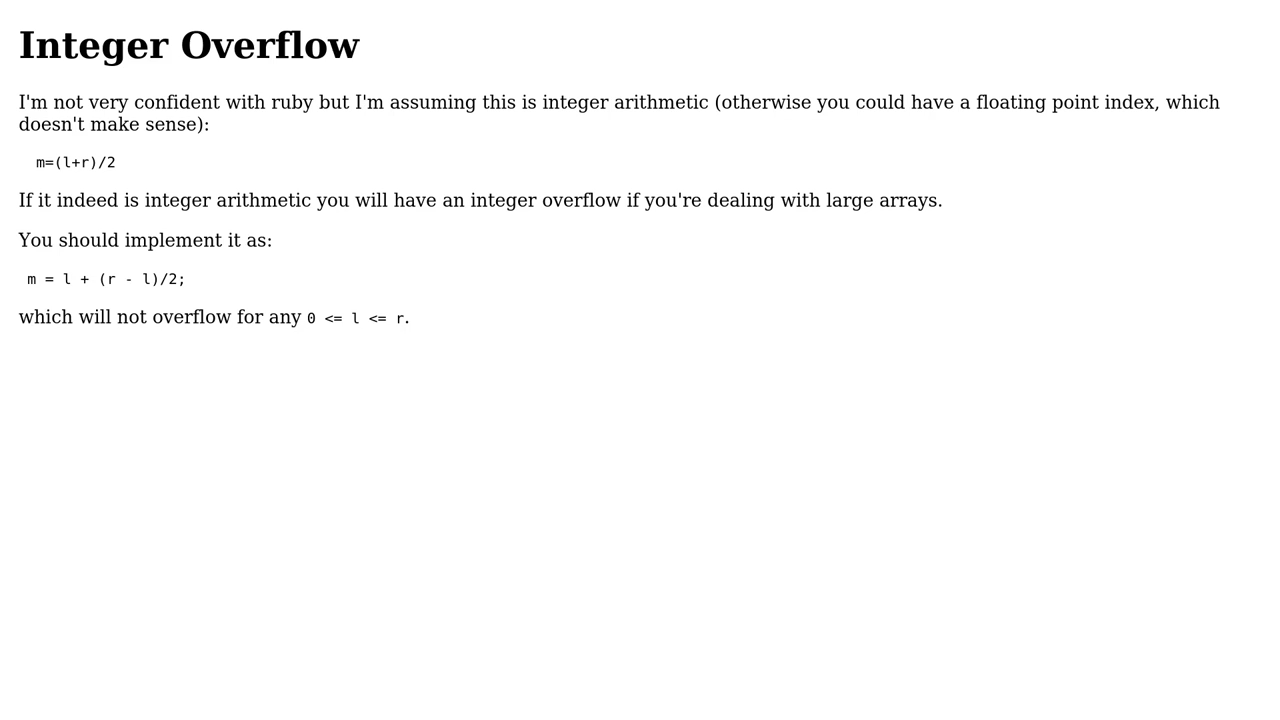 Integer Overflow
I'm not very confident with ruby but I'm assuming this is integer arithmetic (otherwise you could have a floating point index, which
doesn't make sense):
m=(l+r)/2
If it indeed is integer arithmetic you will have an integer overflow if you're dealing with large arrays.
You should implement it as:
m = l + (r - l)/2;
which will not overflow for any 0 <= l <= r.